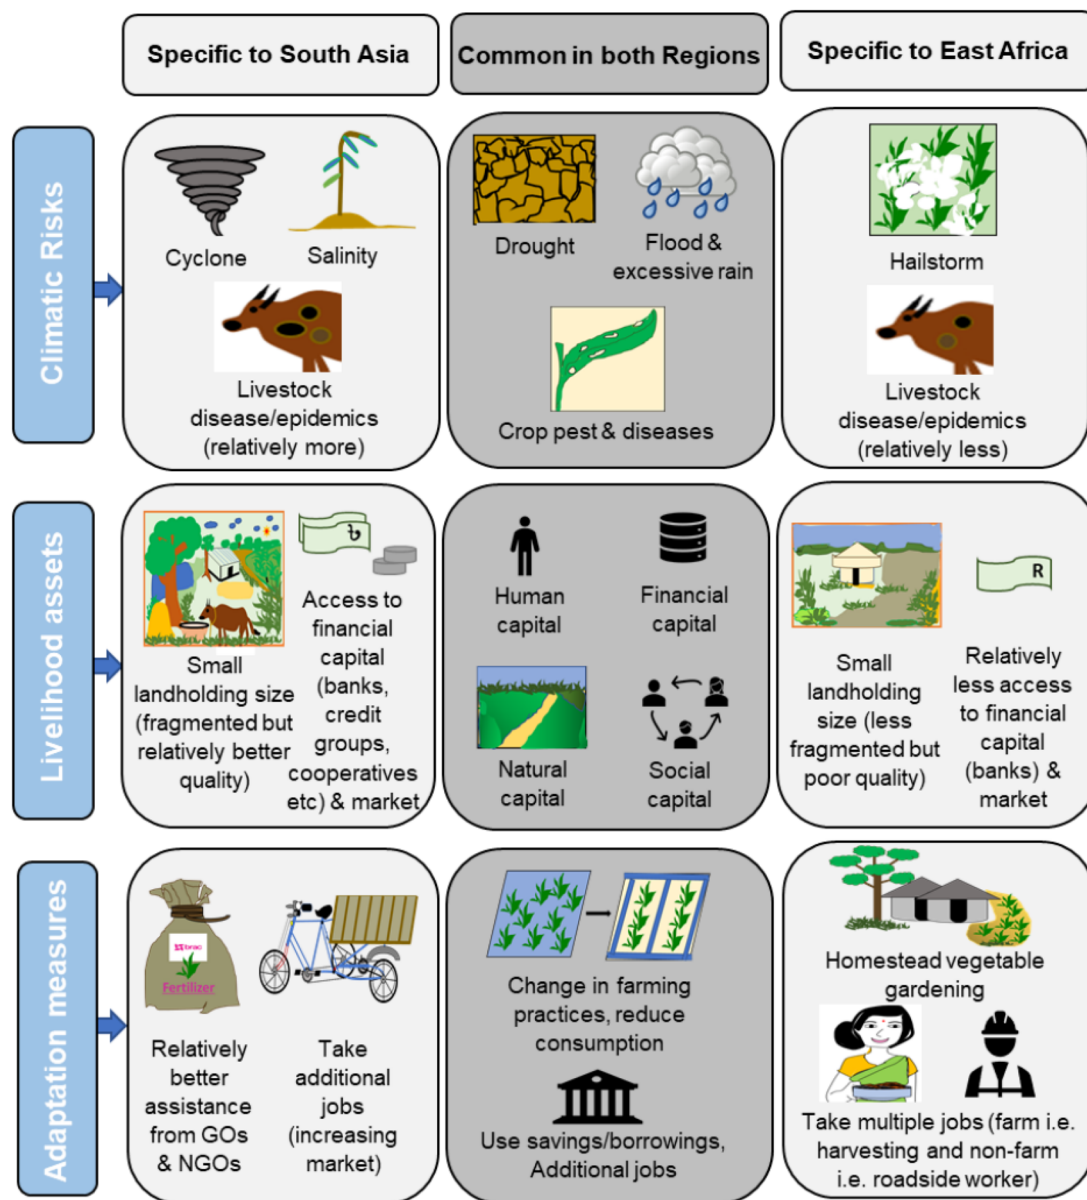 Specific to South Asia
Common in both Regions
Specific to East Africa
Climatic Risks
Cyclone
Salinity
Livestock
disease/epidemics
(relatively more)
Drought
Flood &
excessive rain
Crop pest & diseases
Hailstorm
Livestock
disease/epidemics
(relatively less)
Livelihood assets
Small
landholding size
(fragmented but
relatively better
quality)
৳
Access to
financial
capital
(banks,
credit
groups,
cooperatives
etc) & market
Human
capital
Financial
capital
Natural
capital
Social
capital
Small
landholding
size (less
fragmented but
poor quality)
R
Relatively
less access
to financial
capital
(banks) &
market
Adaptation measures
brac
Fertilizer
Relatively
better
assistance
from GOs
& NGOs
Take
additional
jobs
(increasing
market)
Change in farming
practices, reduce
consumption
Use savings/borrowings,
Additional jobs
Homestead vegetable
gardening
Take multiple jobs (farm i.e.
harvesting and non-farm
i.e. roadside worker)